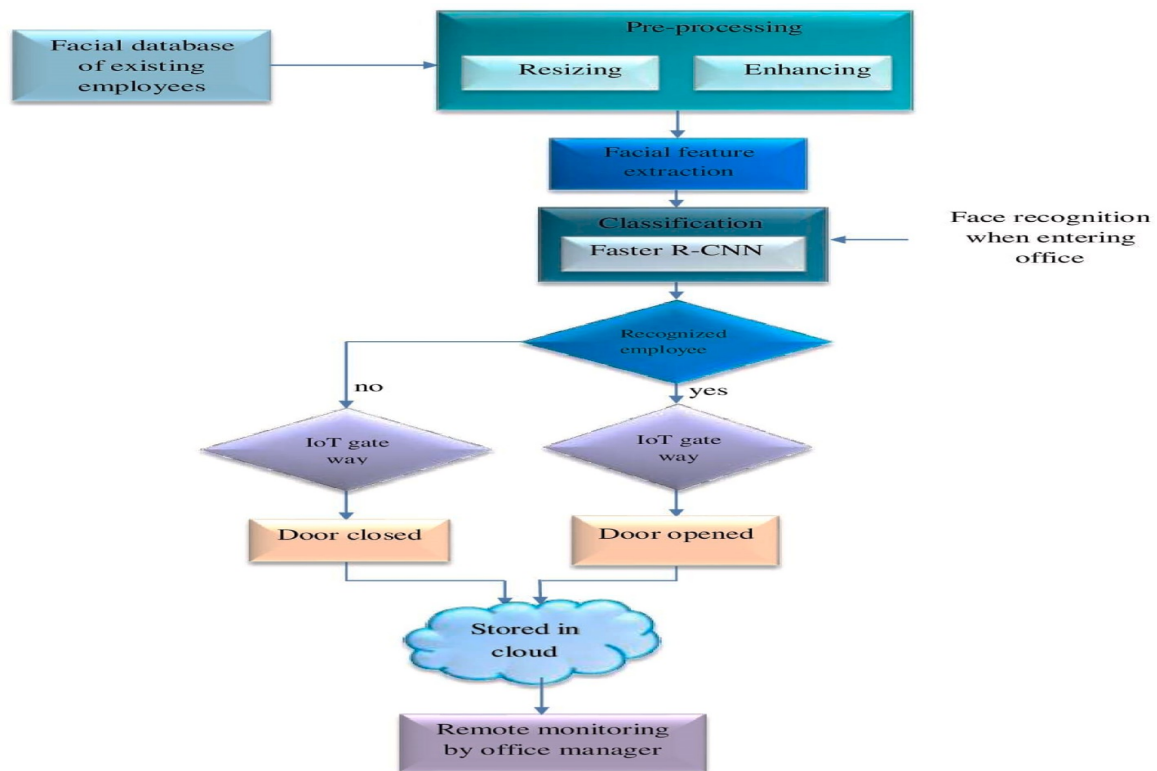 Facial database
of existing
employees
Pre-processing
Resizing
Enhancing
Facial feature
extraction
Classification
Faster R-CNN
Face recognition
when entering
office
Recognized
employee
no
yes
IoT gate
way
IoT gate
way
Door closed
Door opened
Stored in
cloud
Remote monitoring
by office manager